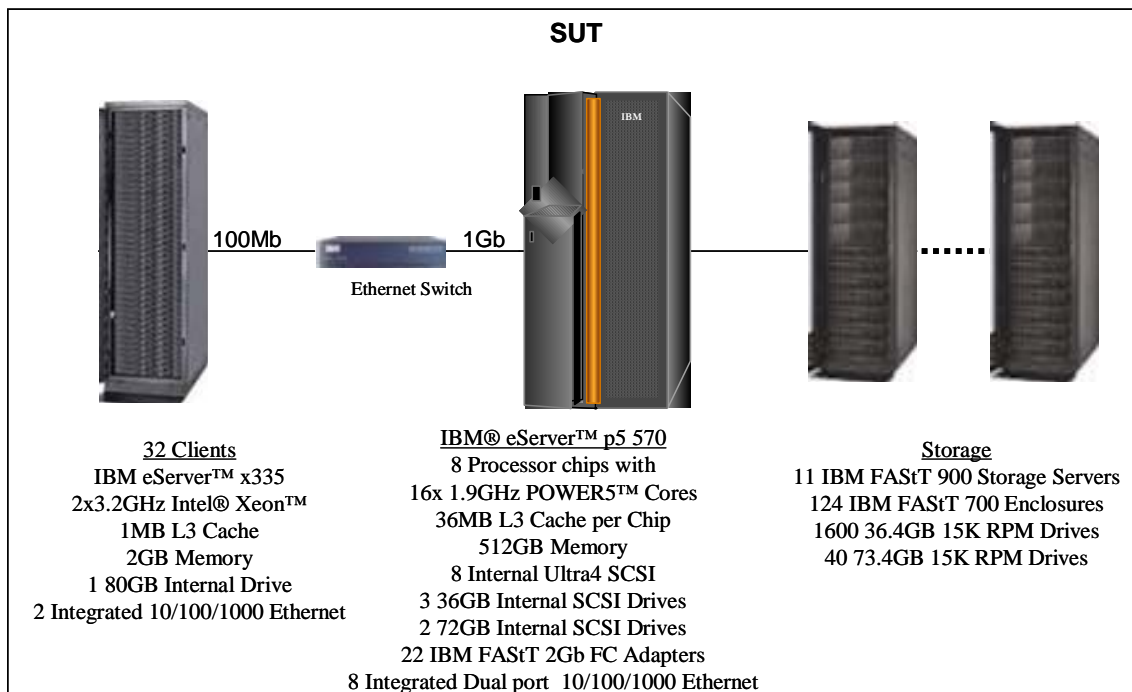 SUT
IBM
100Mb
1Gb
Ethernet Switch
32 Clients
IBM eServer™ x335
2x3.2GHz Intel® Xeon™
1MB L3 Cache
2GB Memory
1 80GB Internal Drive
2 Integrated 10/100/1000 Ethernet
IBM® eServer™ p5 570
8 Processor chips with
16x 1.9GHz POWER5™ Cores
36MB L3 Cache per Chip
512GB Memory
8 Internal Ultra4 SCSI
3 36GB Internal SCSI Drives
2 72GB Internal SCSI Drives
22 IBM FAStT 2Gb FC Adapters
8 Integrated Dual port 10/100/1000 Ethernet
Storage
11 IBM FAStT 900 Storage Servers
124 IBM FAStT 700 Enclosures
1600 36.4GB 15K RPM Drives
40 73.4GB 15K RPM Drives